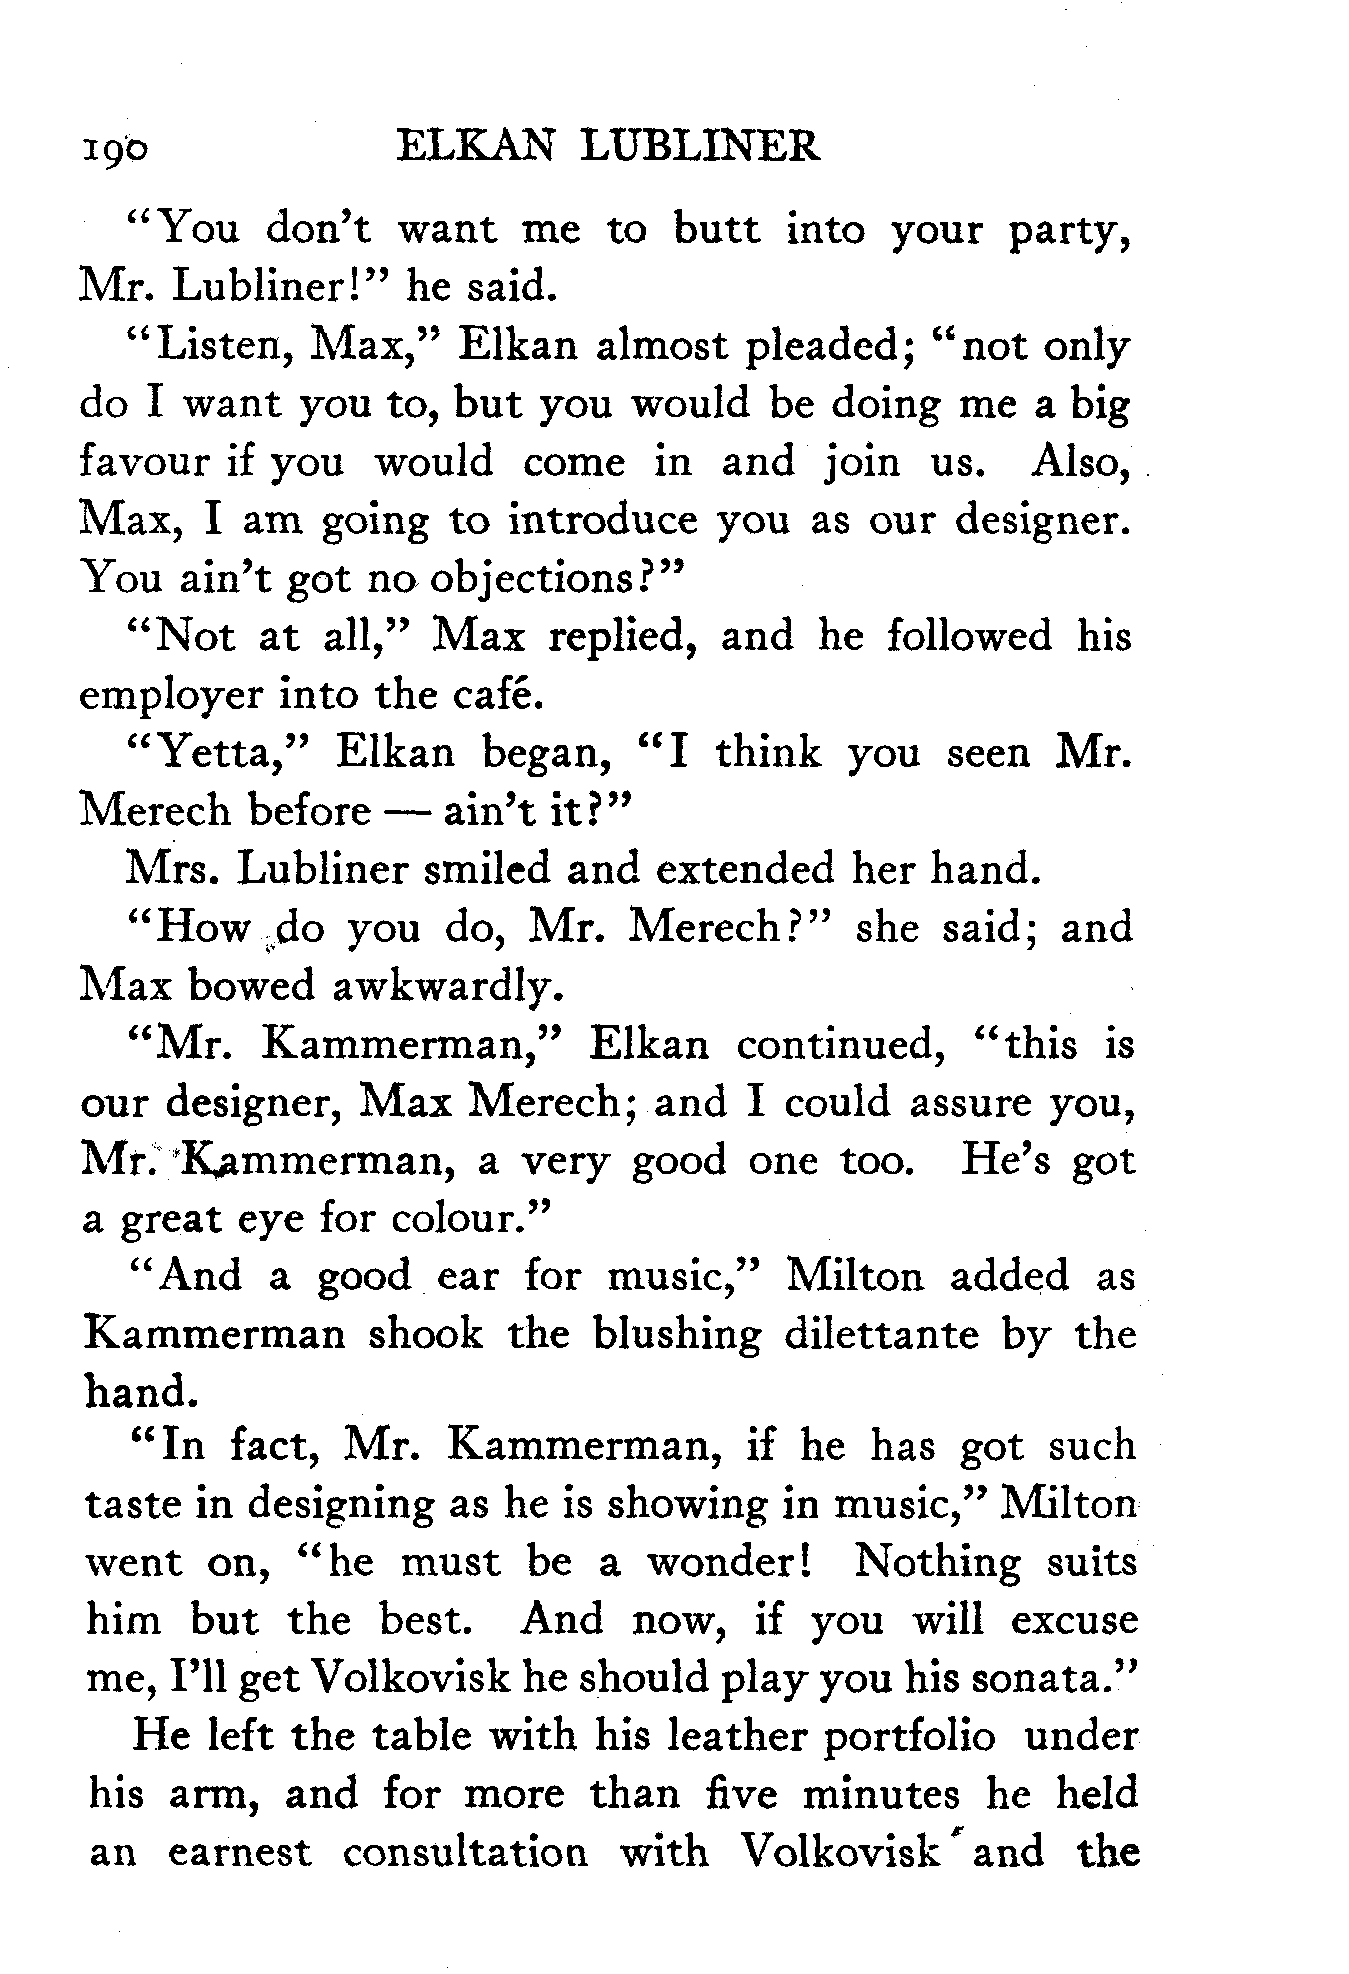 190 ELKAN LUBLINER
“You don’t want me to butt into your party,
Mr. Lubliner!” he said.
“Listen, Max,” Elkan almost pleaded; “not only
do I want you to, but you would be doing me a big
favour if you would come in and join us. Also,
Max, I am going to introduce you as our designer.
You ain’t got no objections?”
“Not at all,” Max replied, and he followed his
employer into the café.
“Yetta,” Elkan began, “I think you seen Mr.
Merech before — ain’t it?”
Mrs. Lubliner smiled and extended her hand.
“How do you do, Mr. Merech?” she said; and
Max bowed awkwardly.
“Mr. Kammerman,” Elkan continued, “this is
our designer, Max Merech; and I could assure you,
Mr. Kammerman, a very good one too. He’s got
a great eye for colour.”
“And a good ear for music,” Milton added as
Kammerman shook the blushing dilettante by the
hand.
“In fact, Mr. Kammerman, if he has got such
taste in designing as he is showing in music,” Milton
went on, “he must be a wonder! Nothing suits
him but the best. And now, if you will excuse
me, I’ll get Volkovisk he should play you his sonata.”
He left the table with his leather portfolio under
his arm, and for more than five minutes he held
an earnest consultation with Volkovisk and the